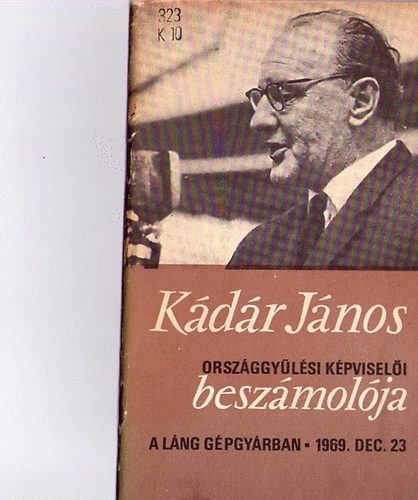 323
K 10
Kádár János
ORSZÁGGYŰLÉSI KÉPVISELŐI
beszámolója
A LÁNG GÉPGYÁRBAN • 1969. DEC. 23